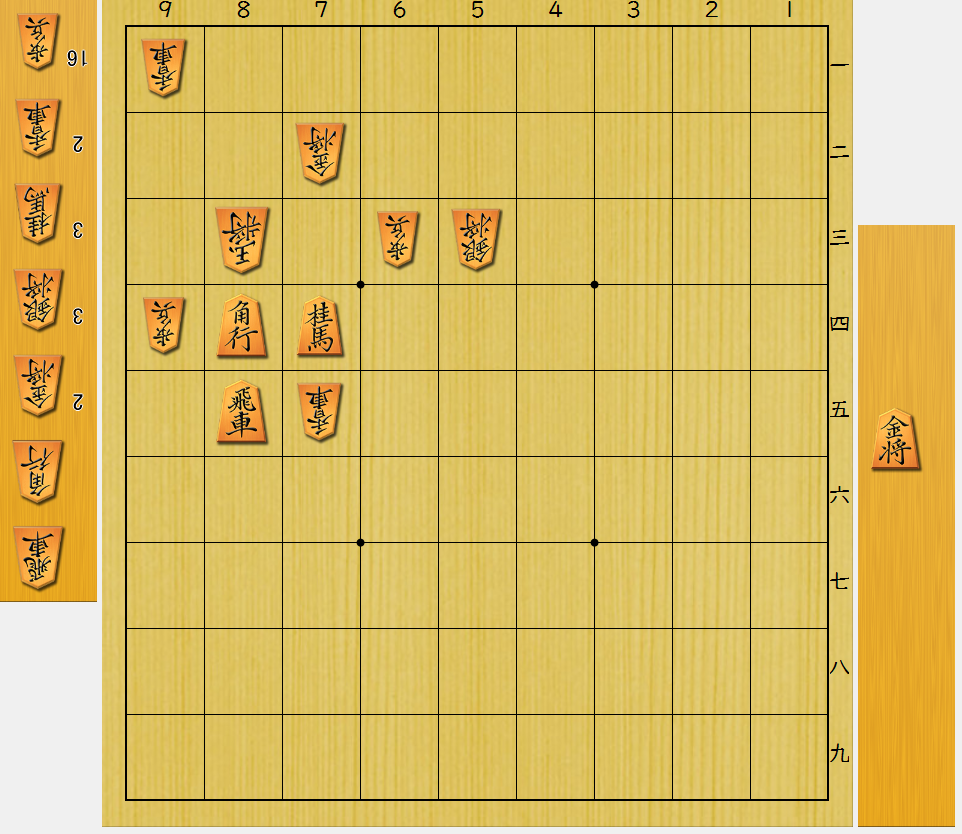 9 8 7 6 5 4 3 2 1
歩兵 16
香車 2
桂馬 3
銀将 3
金将 2
角行
飛車
香車 一
金将 二
玉将 歩兵 銀将 三
歩兵 角行 桂馬 四
飛車 香車 五
六
七
八
九
金将